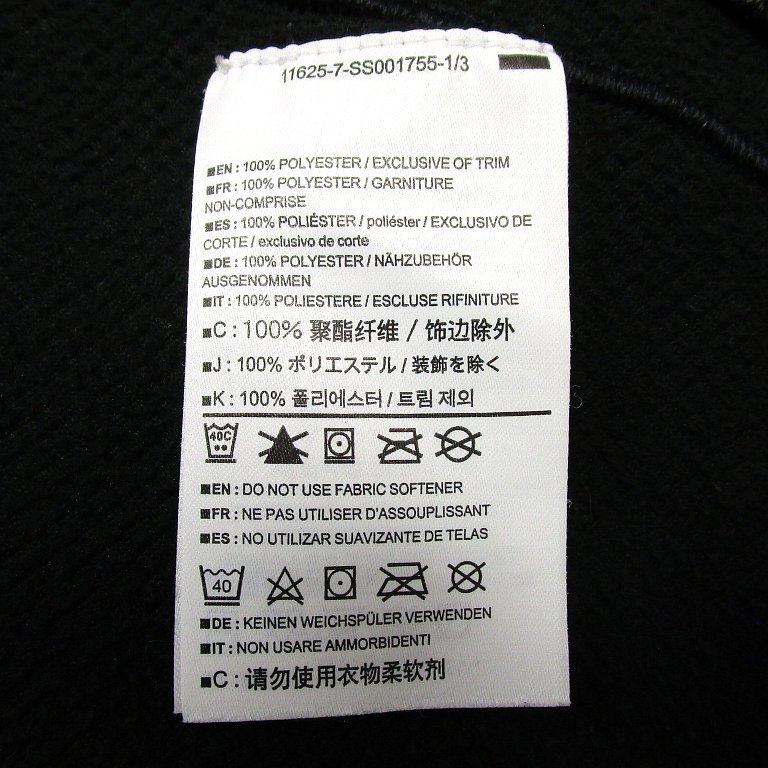 11625-7-SS001755-1/3
EN : 100% POLYESTER / EXCLUSIVE OF TRIM
FR : 100% POLYESTER / GARNITURE
NON-COMPRISE
ES : 100% POLIÉSTER / poliéster / EXCLUSIVO DE
CORTE / exclusivo de corte
DE : 100% POLYESTER / NÄHZUBEHÖR
AUSGENOMMEN
IT : 100% POLIESTERE / ESCLUSE RIFINITURE
C : 100% 聚酯纤维 / 饰边除外
J : 100% ポリエステル / 装飾を除く
K : 100% 폴리에스터 / 트림 제외
40C
EN : DO NOT USE FABRIC SOFTENER
FR : NE PAS UTILISER D'ASSOUPLISSANT
ES : NO UTILIZAR SUAVIZANTE DE TELAS
40
DE : KEINEN WEICHSPÜLER VERWENDEN
IT : NON USARE AMMORBIDENTI
C : 请勿使用衣物柔软剂